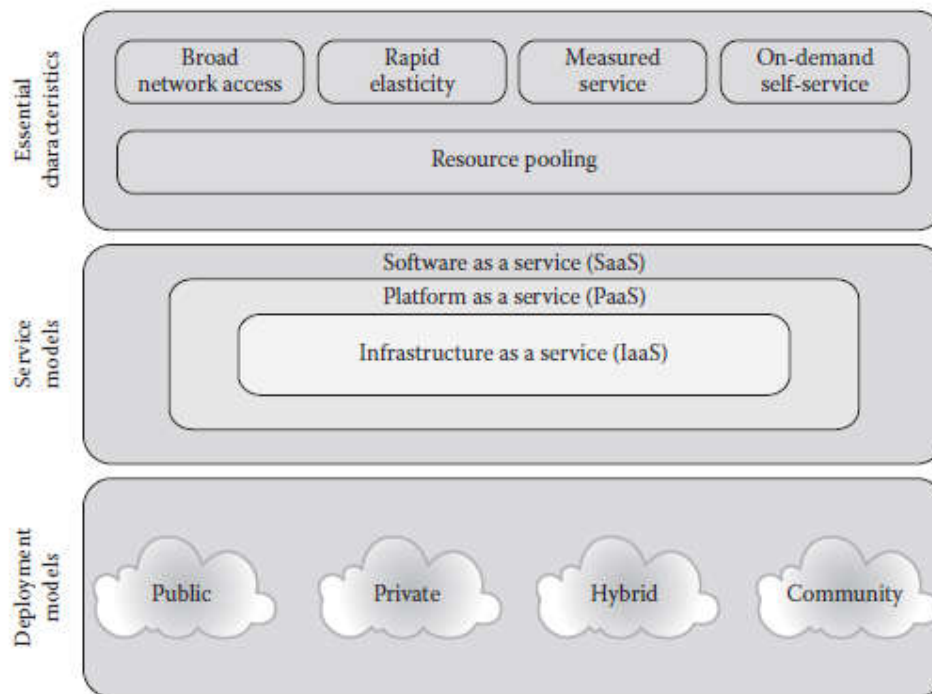 Essential
characteristics
Broad
network access
Rapid
elasticity
Measured
service
On-demand
self-service
Resource pooling
Service
models
Software as a service (SaaS)
Platform as a service (PaaS)
Infrastructure as a service (IaaS)
Deployment
models
Public
Private
Hybrid
Community